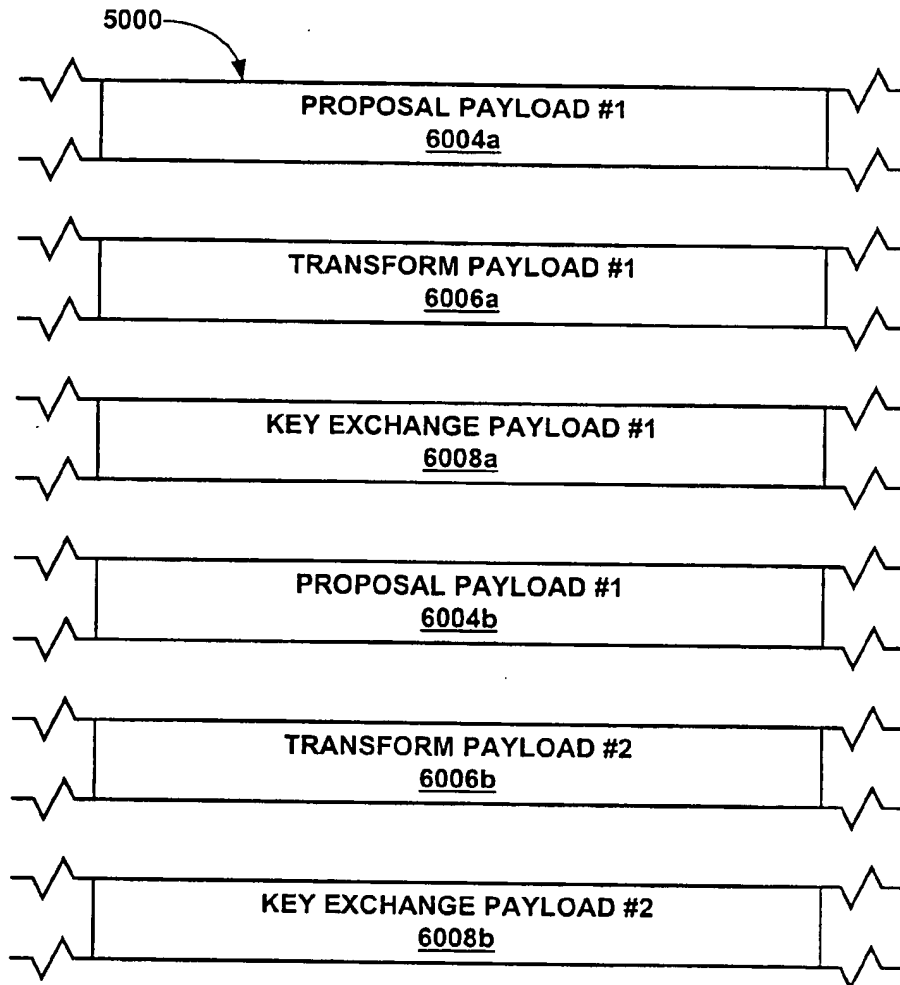 5000
PROPOSAL PAYLOAD #1
6004a
TRANSFORM PAYLOAD #1
6006a
KEY EXCHANGE PAYLOAD #1
6008a
PROPOSAL PAYLOAD #1
6004b
TRANSFORM PAYLOAD #2
6006b
KEY EXCHANGE PAYLOAD #2
6008b